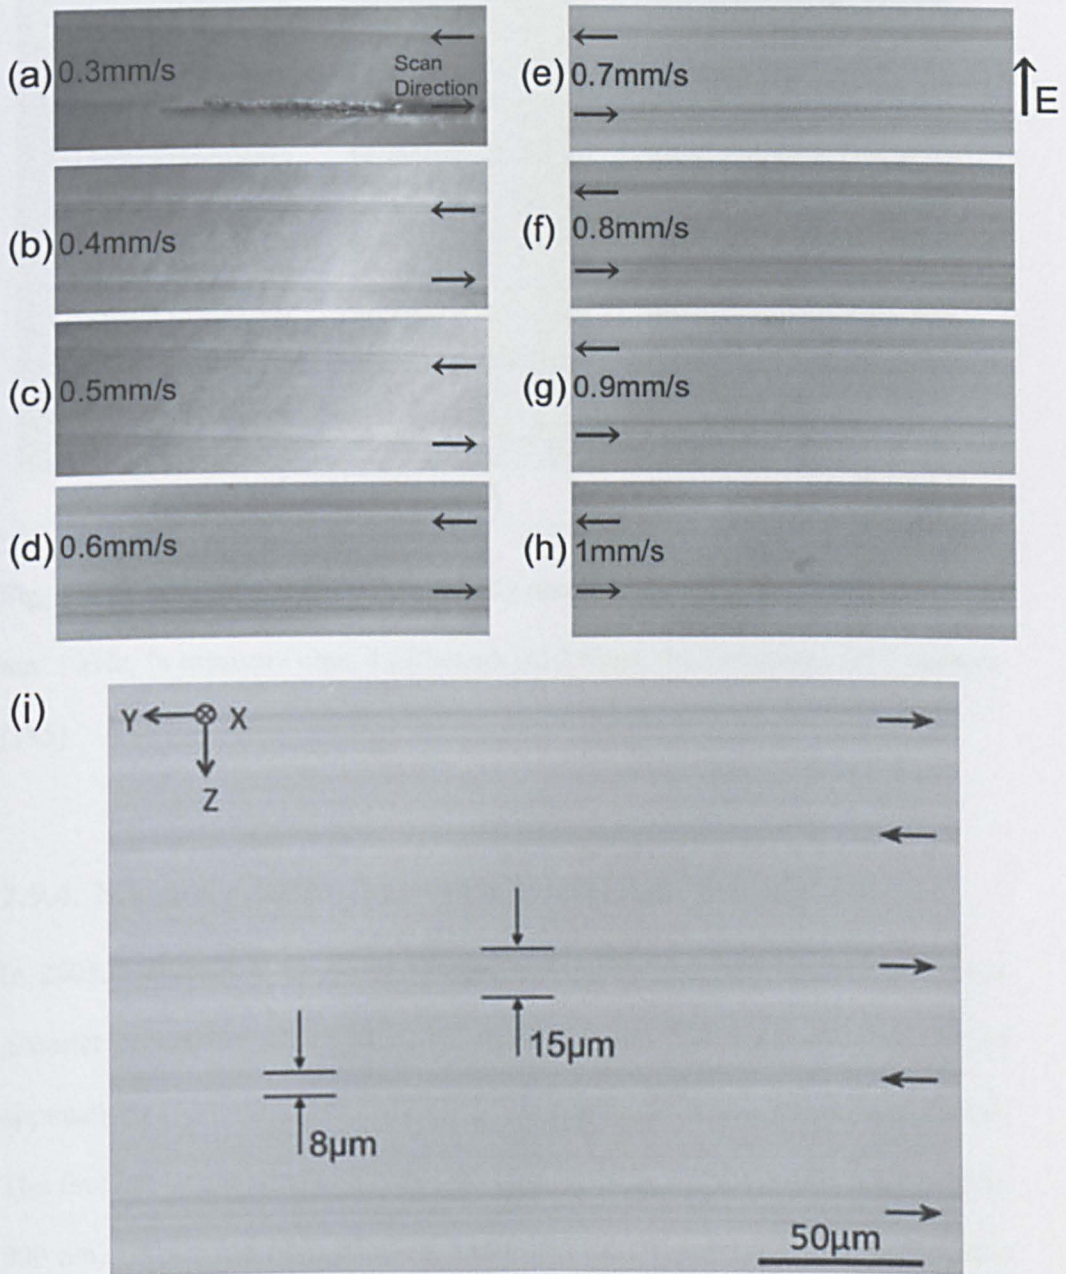 (a) 0.3mm/s
Scan
Direction
(b) 0.4mm/s
(c) 0.5mm/s
(d) 0.6mm/s
(e) 0.7mm/s
E
(f) 0.8mm/s
(g) 0.9mm/s
(h) 1mm/s
(i)
Y X
Z
15μm
8μm
50μm